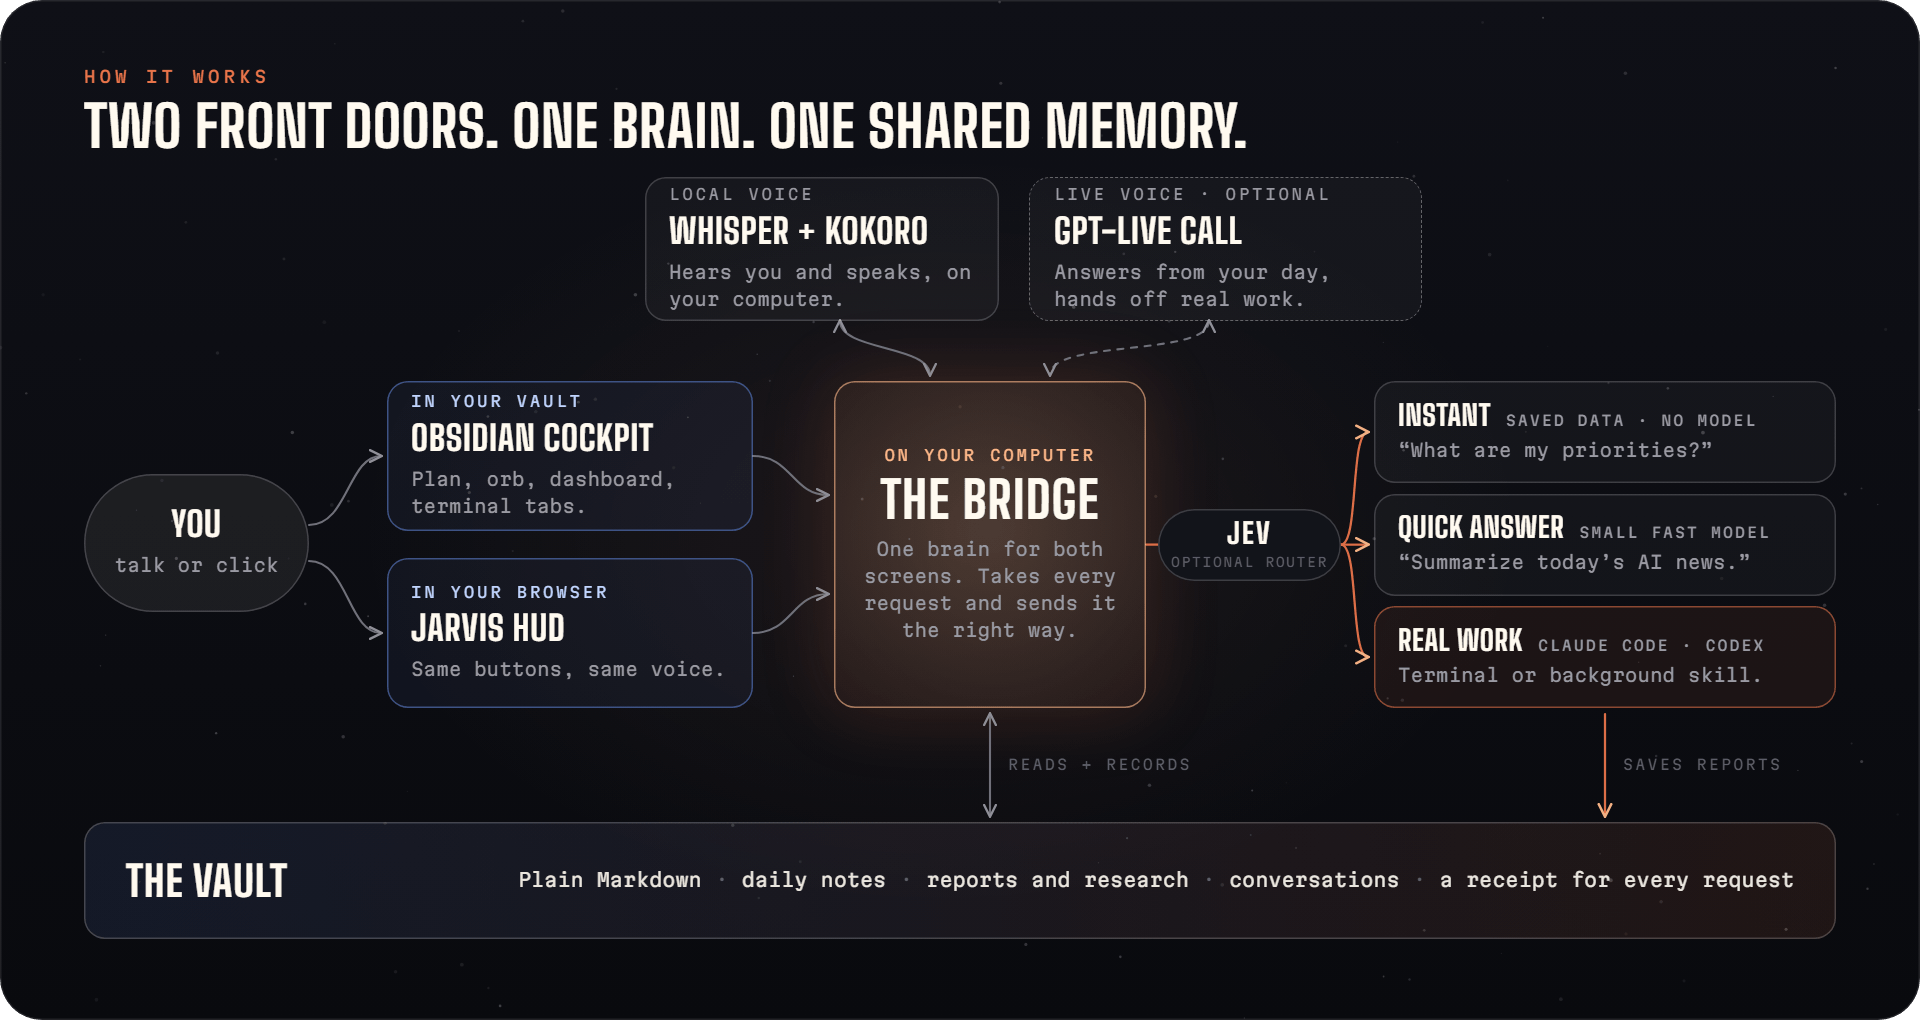 HOW IT WORKS
TWO FRONT DOORS. ONE BRAIN. ONE SHARED MEMORY.
LOCAL VOICE
WHISPER + KOKORO
Hears you and speaks, on
your computer.
LIVE VOICE · OPTIONAL
GPT-LIVE CALL
Answers from your day,
hands off real work.
YOU
talk or click
IN YOUR VAULT
OBSIDIAN COCKPIT
Plan, orb, dashboard,
terminal tabs.
IN YOUR BROWSER
JARVIS HUD
Same buttons, same voice.
ON YOUR COMPUTER
THE BRIDGE
One brain for both
screens. Takes every
request and sends it
the right way.
JEV
OPTIONAL ROUTER
INSTANT SAVED DATA · NO MODEL
“What are my priorities?”
QUICK ANSWER SMALL FAST MODEL
“Summarize today’s AI news.”
REAL WORK CLAUDE CODE · CODEX
Terminal or background skill.
READS + RECORDS
SAVES REPORTS
THE VAULT
Plain Markdown · daily notes · reports and research · conversations · a receipt for every request